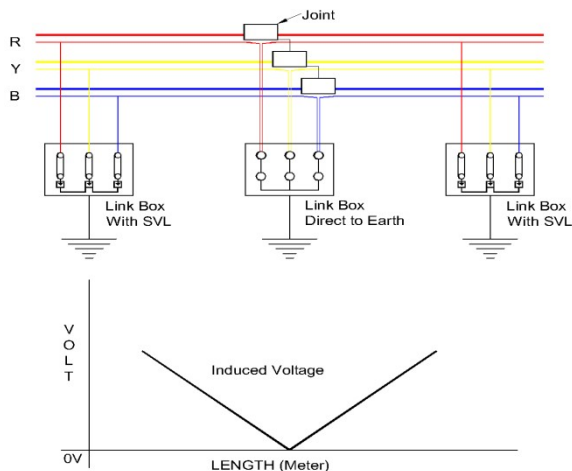 Joint
R
Y
B
Link Box
With SVL
Link Box
Direct to Earth
Link Box
With SVL
VOLT
Induced Voltage
0V
LENGTH (Meter)